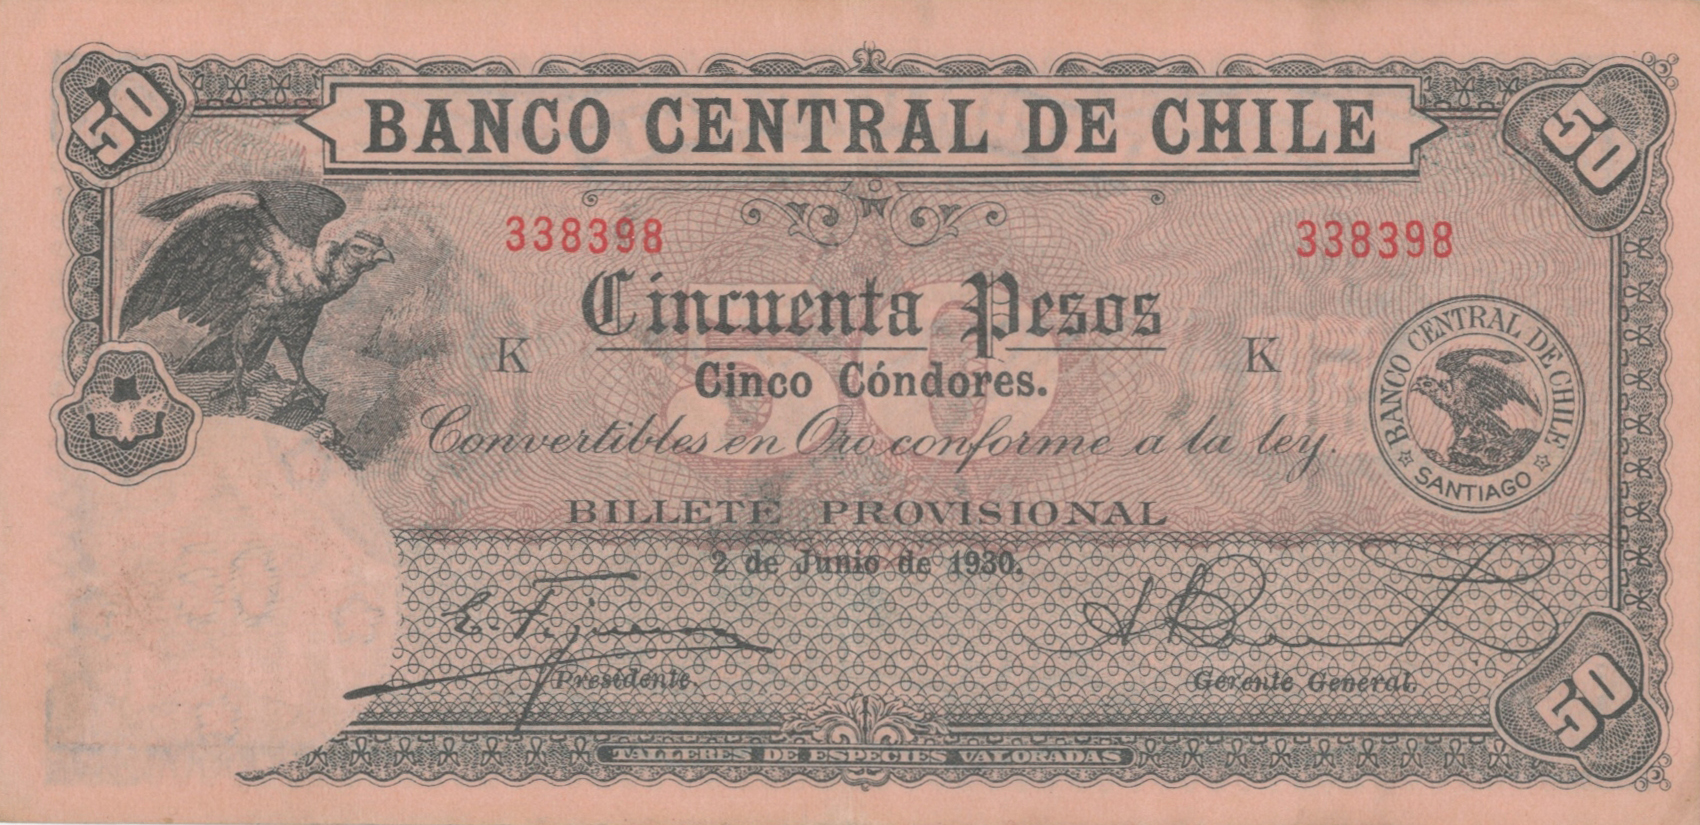 50
50
BANCO CENTRAL DE CHILE
338398
338398
Cincuenta Pesos
50
K
K
Cinco Cóndores.
Convertibles en Oro conforme a la ley.
BANCO CENTRAL DE CHILE
SANTIAGO
BILLETE PROVISIONAL
2 de Junio de 1930.
Presidente
Gerente General
50
TALLERES DE ESPECIES VALORADAS